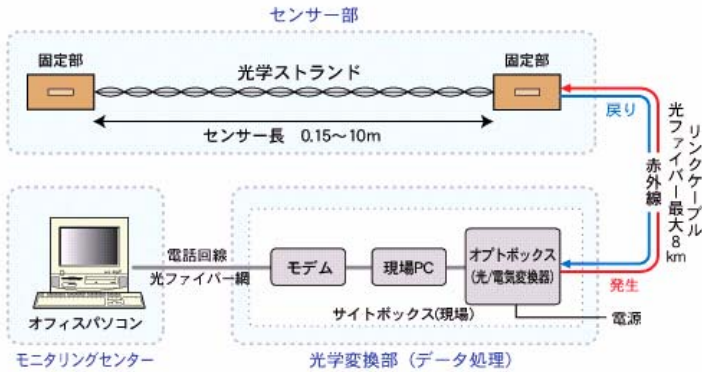 センサー部
固定部
光学ストランド
固定部
センサー長 0.15〜10m
戻り
赤外線
光ファイバー最大8km
リンクケーブル
電話回線
光ファイバー網
モデム
現場PC
オプトボックス
(光/電気変換器)
発生
オフィスパソコン
サイトボックス(現場)
電源
モニタリングセンター
光学変換部（データ処理）